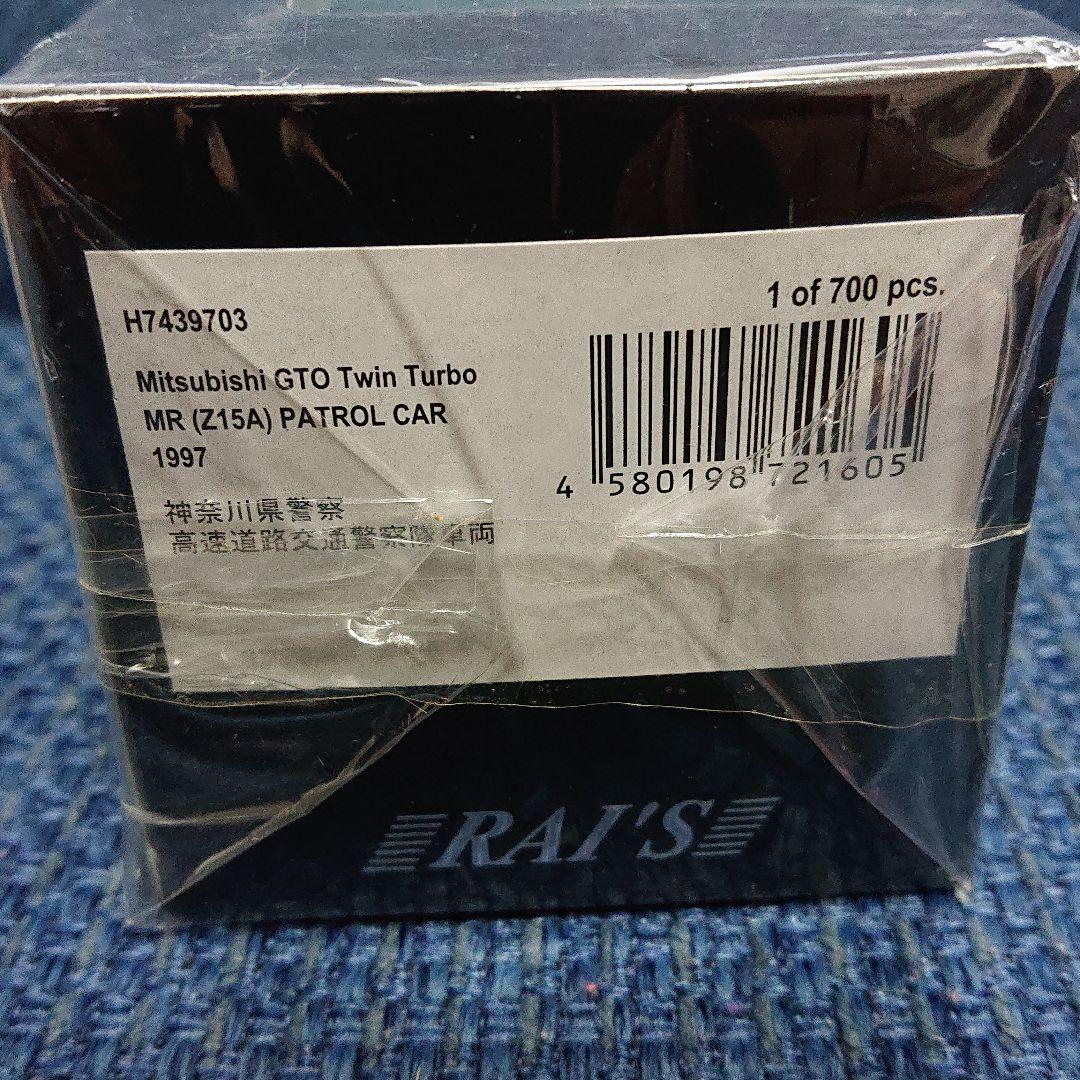 1 of 700 pcs.
H7439703
Mitsubishi GTO Twin Turbo
MR (Z15A) PATROL CAR
1997
4 580198 721605
神奈川県警察
高速道路交通警察隊車両
RAI'S